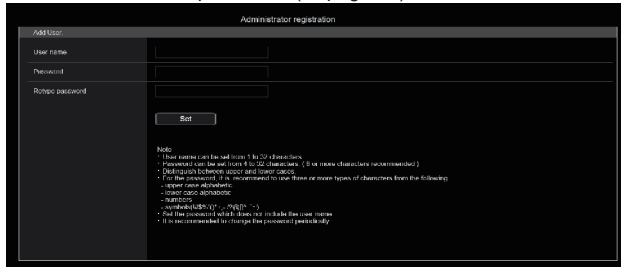 Administrator registration
Add User.
User name
Password
Retype password
Set
Note
· User name can be set from 1 to 32 characters
· Password can be set from 4 to 32 characters. ( 8 or more characters recommended )
· Distinguish between upper and lower cases.
· For the password, it is recommend to use three or more types of characters from the following
- upper case alphabetic
- lower case alphabetic
- numbers
- symbols
· Set the password which does not include the user name
· It is recommended to change the password periodically